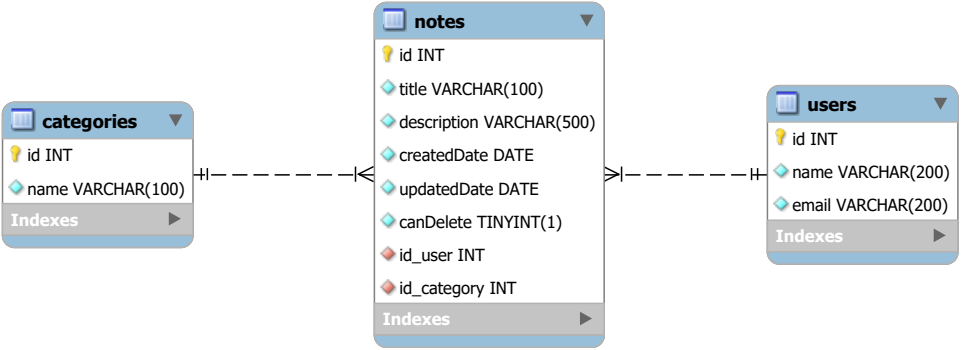 categories
id INT
name VARCHAR(100)
Indexes
notes
id INT
title VARCHAR(100)
description VARCHAR(500)
createdDate DATE
updatedDate DATE
canDelete TINYINT(1)
id_user INT
id_category INT
Indexes
users
id INT
name VARCHAR(200)
email VARCHAR(200)
Indexes